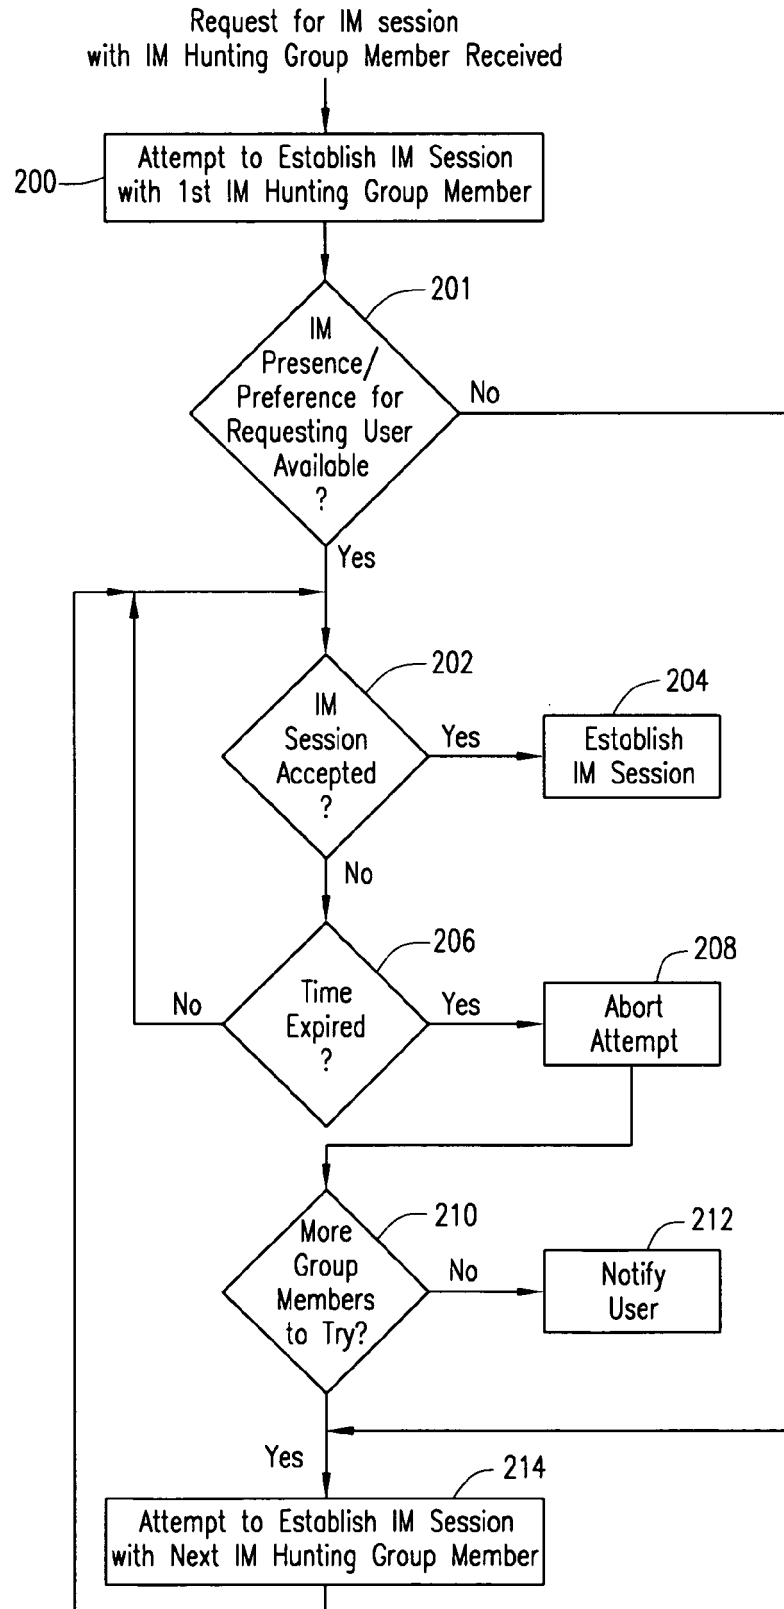 Request for IM session
with IM Hunting Group Member Received
200
Attempt to Establish IM Session
with 1st IM Hunting Group Member
201
IM
Presence/
Preference for
Requesting User
Available
?
No
Yes
202
IM
Session
Accepted
?
Yes
204
Establish
IM Session
No
206
Time
Expired
?
No
Yes
208
Abort
Attempt
210
More
Group
Members
to Try?
No
212
Notify
User
Yes
214
Attempt to Establish IM Session
with Next IM Hunting Group Member